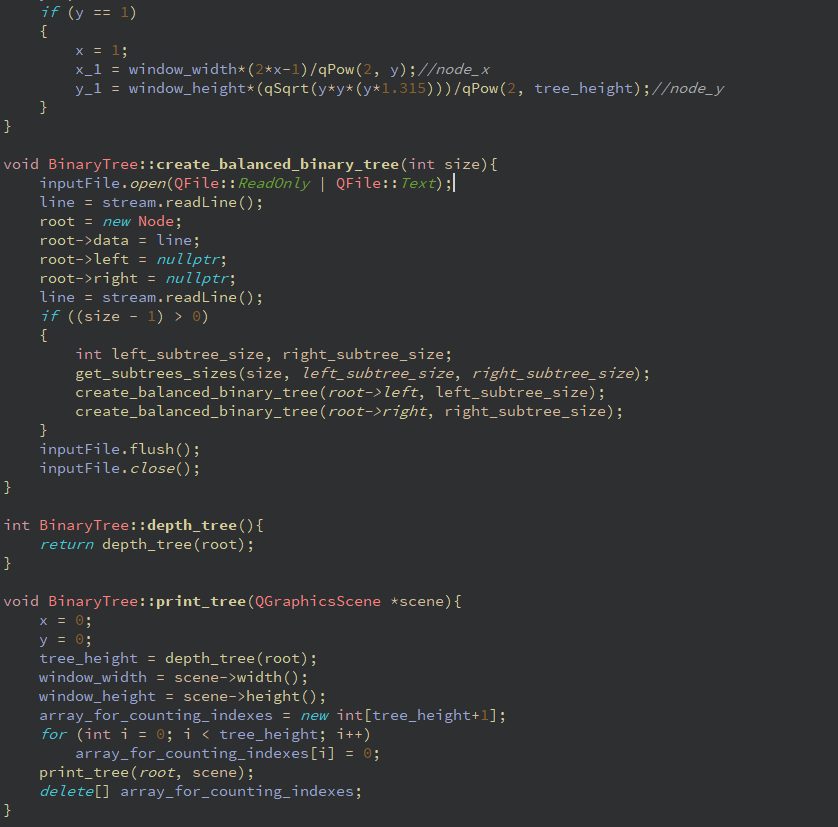 if (y == 1)
{
x = 1;
x_1 = window_width*(2*x-1)/qPow(2, y);//node_x
y_1 = window_height*(qSqrt(y*y*(y*1.315)))/qPow(2, tree_height);//node_y
}
}
void BinaryTree::create_balanced_binary_tree(int size){
inputFile.open(QFile::ReadOnly | QFile::Text);
line = stream.readLine();
root = new Node;
root->data = line;
root->left = nullptr;
root->right = nullptr;
line = stream.readLine();
if ((size - 1) > 0)
{
int left_subtree_size, right_subtree_size;
get_subtrees_sizes(size, left_subtree_size, right_subtree_size);
create_balanced_binary_tree(root->left, left_subtree_size);
create_balanced_binary_tree(root->right, right_subtree_size);
}
inputFile.flush();
inputFile.close();
}
int BinaryTree::depth_tree(){
return depth_tree(root);
}
void BinaryTree::print_tree(QGraphicsScene *scene){
x = 0;
y = 0;
tree_height = depth_tree(root);
window_width = scene->width();
window_height = scene->height();
array_for_counting_indexes = new int[tree_height+1];
for (int i = 0; i < tree_height; i++)
array_for_counting_indexes[i] = 0;
print_tree(root, scene);
delete[] array_for_counting_indexes;
}